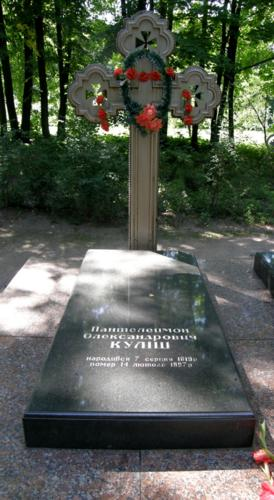 Пантелеймон
Олександрович
КУЛІШ
народився 7 серпня 1819р
помер 14 лютого 1897р